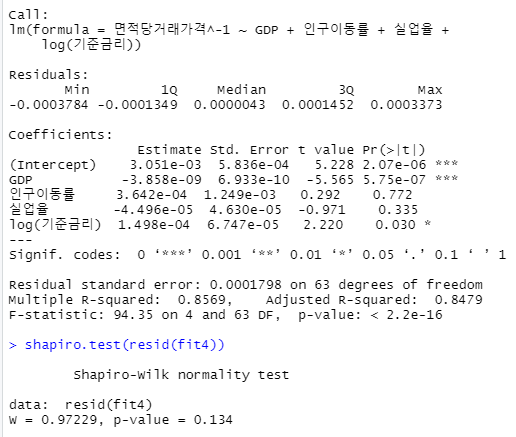 Call:
lm(formula = 면적당거래가격^-1 ~ GDP + 인구이동률 + 실업율 +
    log(기준금리))
Residuals:
       Min         1Q     Median         3Q        Max
-0.0003784 -0.0001349  0.0000043  0.0001452  0.0003373
Coefficients:
                Estimate Std. Error t value Pr(>|t|)
(Intercept)    3.051e-03  5.836e-04   5.228 2.07e-06 ***
GDP           -3.858e-09  6.933e-10  -5.565 5.75e-07 ***
인구이동률     3.642e-04  1.249e-03   0.292    0.772
실업율        -4.496e-05  4.630e-05  -0.971    0.335
log(기준금리)  1.498e-04  6.747e-05   2.220    0.030 *
---
Signif. codes:  0 ‘***’ 0.001 ‘**’ 0.01 ‘*’ 0.05 ‘.’ 0.1 ‘ ’ 1
Residual standard error: 0.0001798 on 63 degrees of freedom
Multiple R-squared:  0.8569,	Adjusted R-squared:  0.8479
F-statistic: 94.35 on 4 and 63 DF,  p-value: < 2.2e-16
> shapiro.test(resid(fit4))
	Shapiro-Wilk normality test
data:  resid(fit4)
W = 0.97229, p-value = 0.134